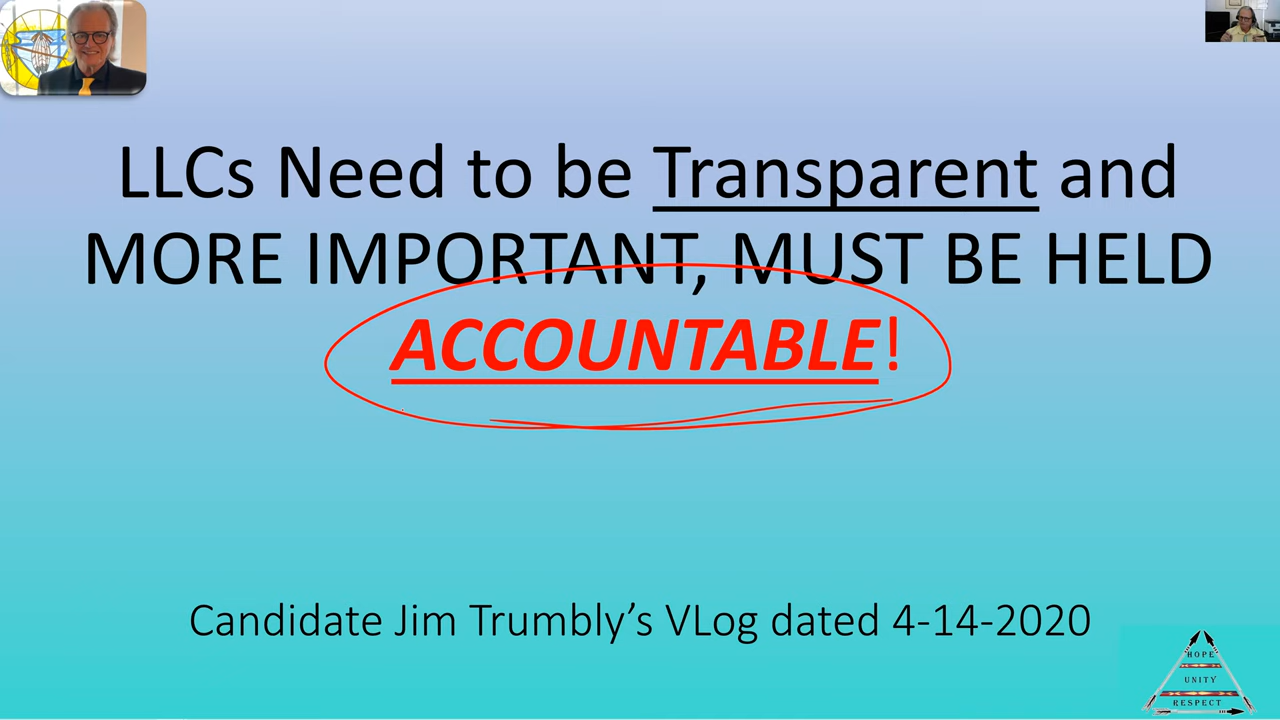 LLCs Need to be Transparent and
MORE IMPORTANT, MUST BE HELD
ACCOUNTABLE!
Candidate Jim Trumbly’s VLog dated 4-14-2020
HOPE
UNITY
RESPECT